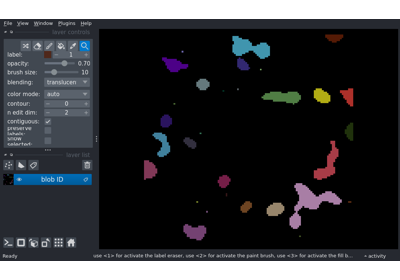 File View Window Plugins Help
layer controls
label: 1
opacity: 0.70
brush size: 10
blending: translucen
color mode: auto
contour: 0
n edit dim: 2
contiguous:
preserve
labels:
show
selected:
layer list
blob ID
Ready use <1> for activate the label eraser, use <2> for activate the paint brush, use <3> for activate the fill b... activity